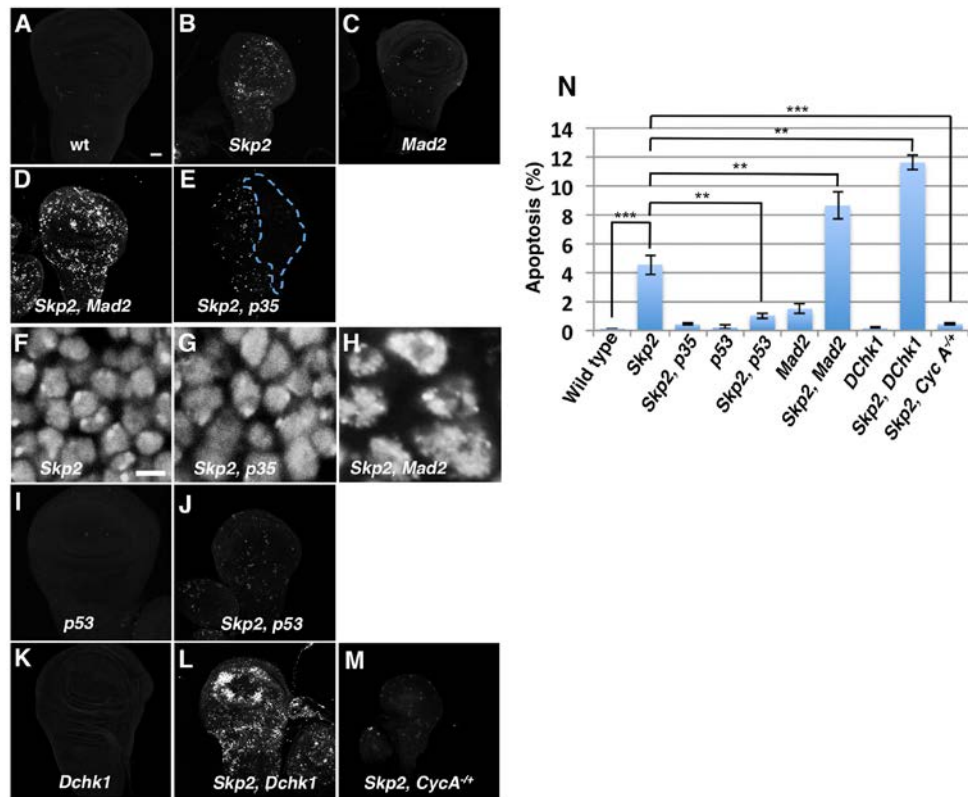 A
wt
B
Skp2
C
Mad2
D
Skp2, Mad2
E
Skp2, p35
F
Skp2
G
Skp2, p35
H
Skp2, Mad2
I
p53
J
Skp2, p53
K
Dchk1
L
Skp2, Dchk1
M
Skp2, CycA-/+
N
***
**
**
**
***
Apoptosis (%)
14
12
10
8
6
4
2
0
Wild type
Skp2
Skp2, p35
p53
Skp2, p53
Mad2
Skp2, Mad2
DChk1
Skp2, DChk1
Skp2, Cyc A-/+